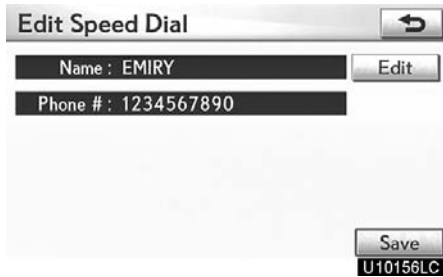 Edit Speed Dial
Name : EMIRY Edit
Phone # : 1234567890
Save
U10156LC